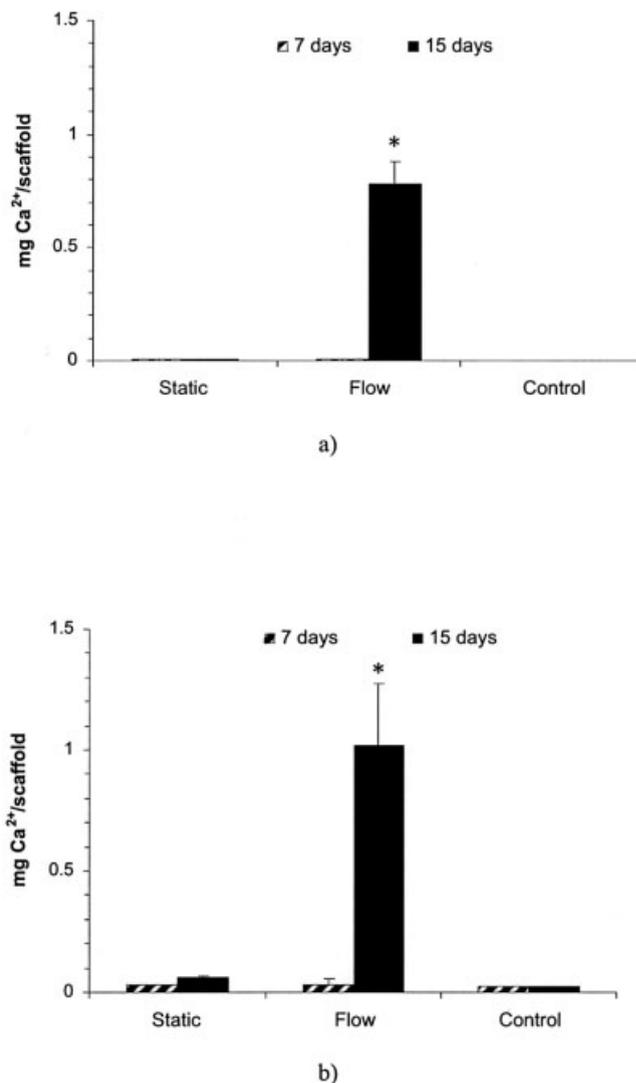 1.5
7 days 15 days
1
*
mg Ca²⁺/scaffold
0.5
0
Static Flow Control
a)
1.5
7 days 15 days
*
1
mg Ca²⁺/scaffold
0.5
0
Static Flow Control
b)